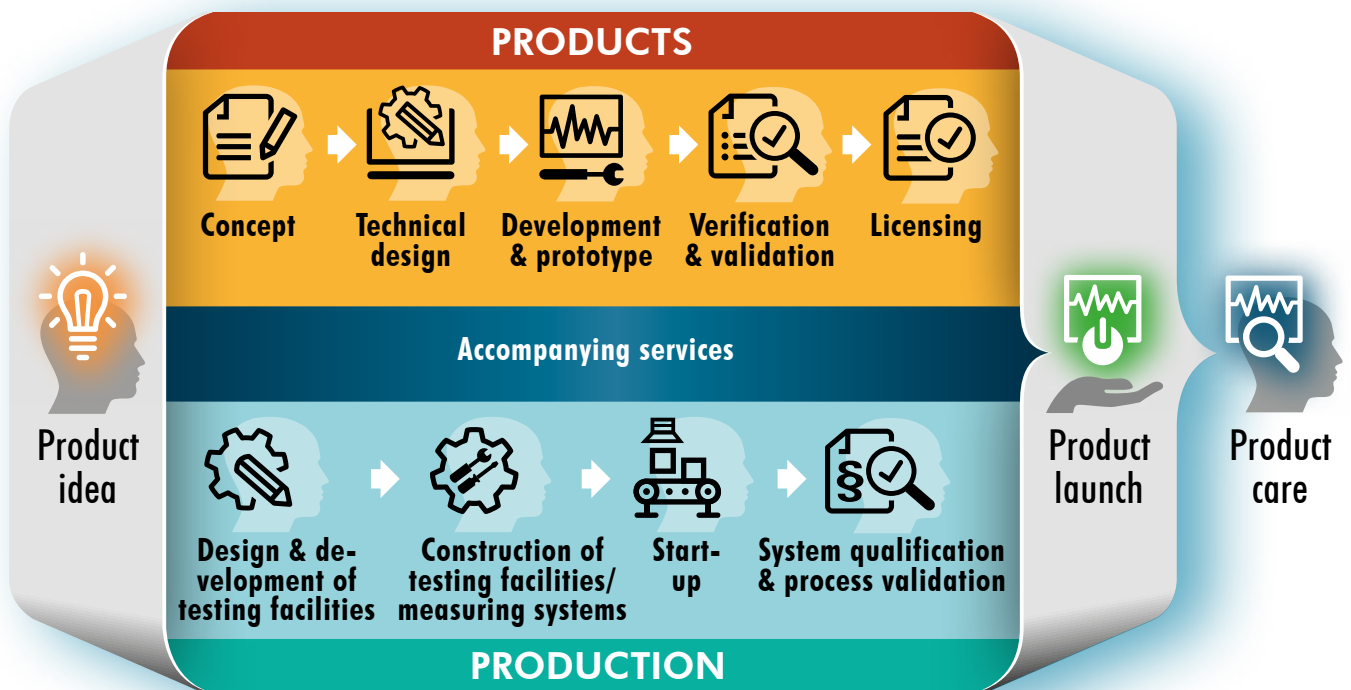 PRODUCTS
Concept
Technical
design
Development
& prototype
Verification
& validation
Licensing
Accompanying services
Product
idea
Product
launch
Product
care
Design & de-
velopment of
testing facilities
Construction of
testing facilities/
measuring systems
Start-
up
§
System qualification
& process validation
PRODUCTION